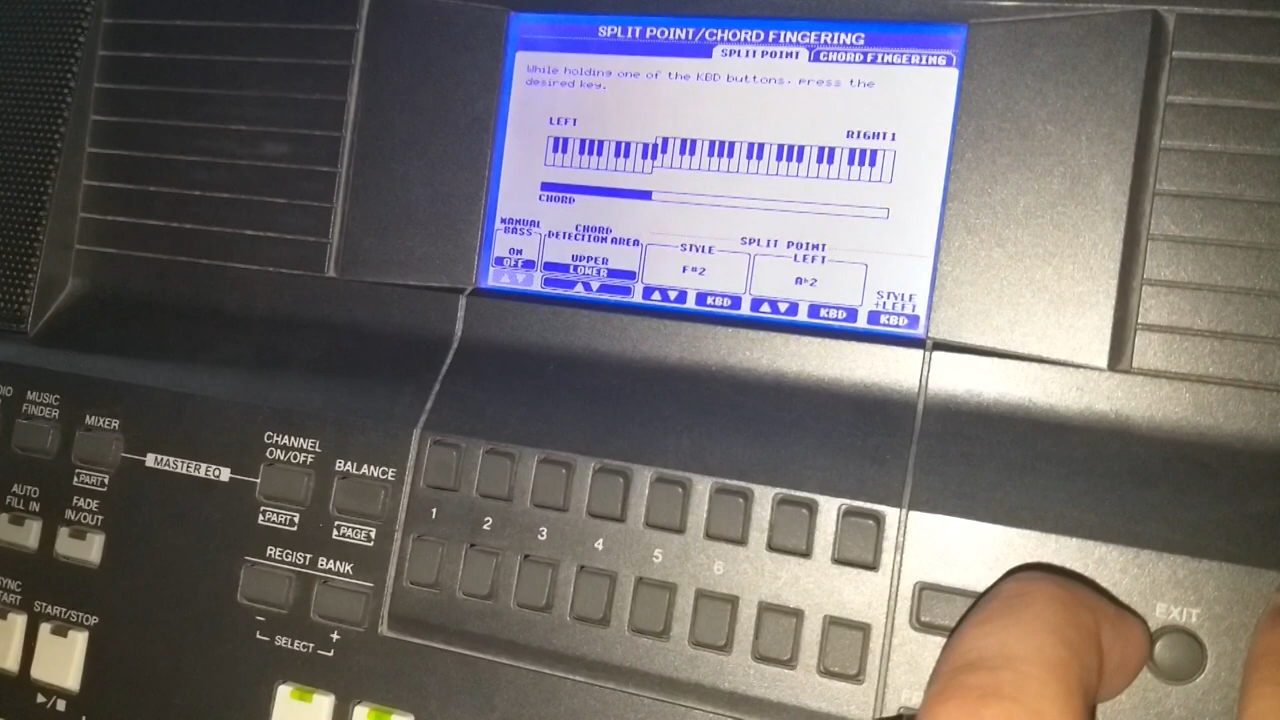 SPLIT POINT/CHORD FINGERING
SPLIT POINT
CHORD FINGERING
While holding one of the KBD buttons, press the
desired key.
LEFT
RIGHT1
CHORD
MANUAL
BASS
ON
OFF
CHORD
DETECTION AREA
UPPER
LOWER
SPLIT POINT
STYLE
F#2
KBD
LEFT
A♭2
KBD
STYLE
+LEFT
KBD
MUSIC
FINDER
MIXER
PART
MASTER EQ
CHANNEL
ON/OFF
PART
BALANCE
PAGE
AUTO
FILL IN
FADE
IN/OUT
REGIST BANK
-
+
SELECT
START/STOP
1
2
3
4
5
6
EXIT